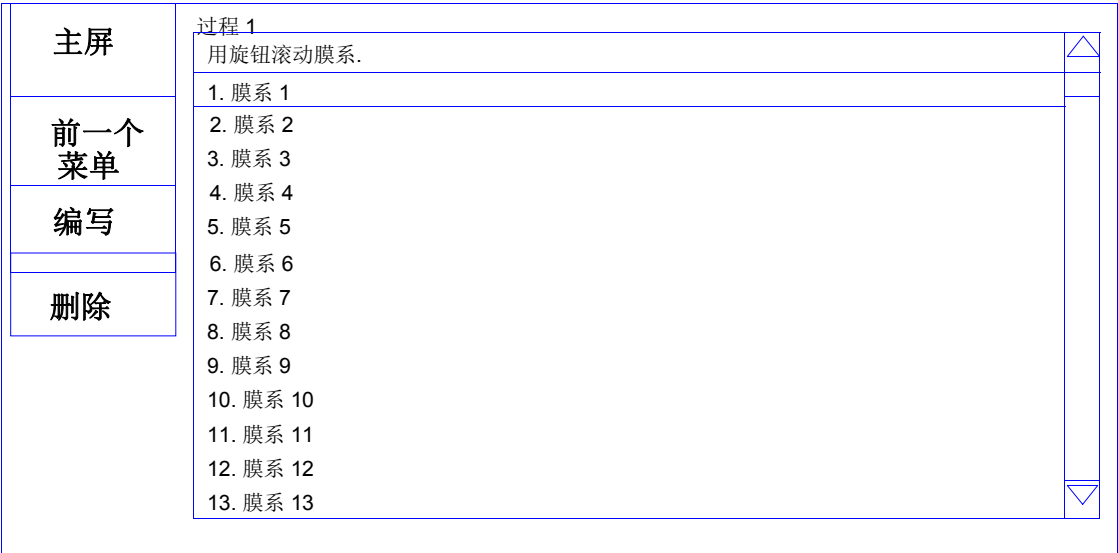 主屏
前一个
菜单
编写
删除
过程 1
用旋钮滚动膜系.
1. 膜系 1
2. 膜系 2
3. 膜系 3
4. 膜系 4
5. 膜系 5
6. 膜系 6
7. 膜系 7
8. 膜系 8
9. 膜系 9
10. 膜系 10
11. 膜系 11
12. 膜系 12
13. 膜系 13